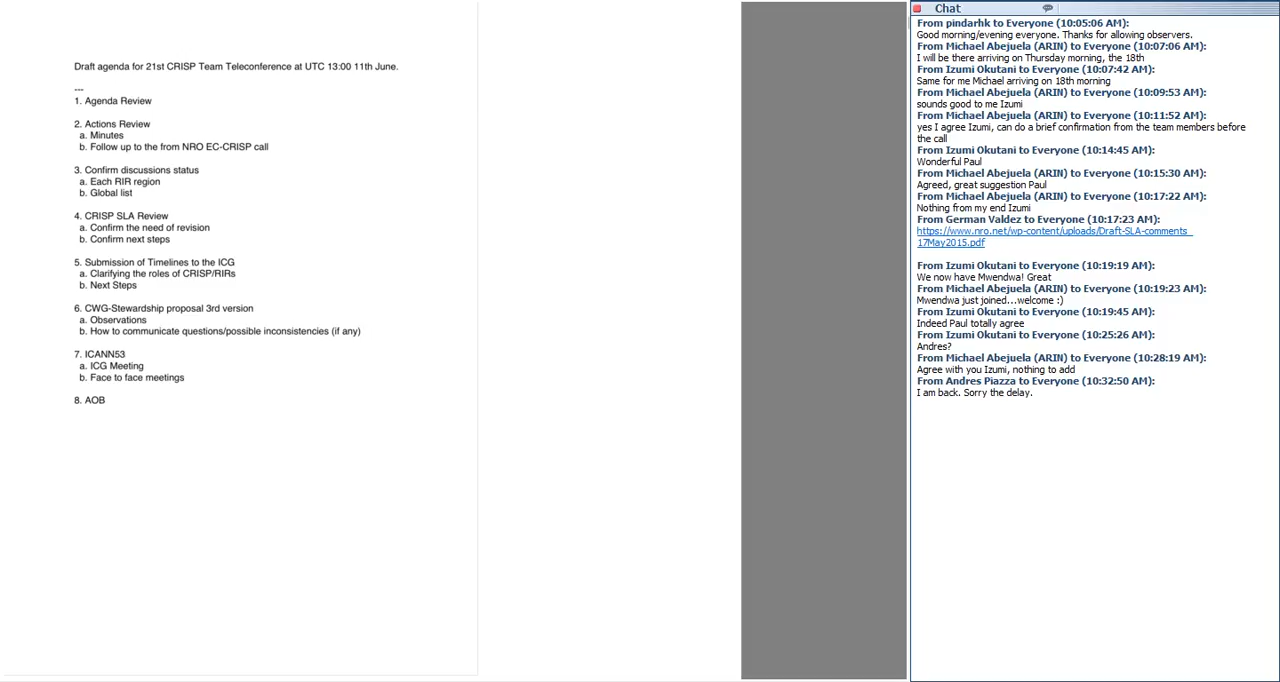 Draft agenda for 21st CRISP Team Teleconference at UTC 13:00 11th June.
---
1. Agenda Review
2. Actions Review
a. Minutes
b. Follow up to the from NRO EC-CRISP call
3. Confirm discussions status
a. Each RIR region
b. Global list
4. CRISP SLA Review
a. Confirm the need of revision
b. Confirm next steps
5. Submission of Timelines to the ICG
a. Clarifying the roles of CRISP/RIRs
b. Next Steps
6. CWG-Stewardship proposal 3rd version
a. Observations
b. How to communicate questions/possible inconsistencies (if any)
7. ICANN53
a. ICG Meeting
b. Face to face meetings
8. AOB
Chat
From pindarhk to Everyone (10:05:06 AM):
Good morning/evening everyone. Thanks for allowing observers.
From Michael Abejuela (ARIN) to Everyone (10:07:06 AM):
I will be there arriving on Thursday morning, the 18th
From Izumi Okutani to Everyone (10:07:42 AM):
Same for me Michael arriving on 18th morning
From Michael Abejuela (ARIN) to Everyone (10:09:53 AM):
sounds good to me Izumi
From Michael Abejuela (ARIN) to Everyone (10:11:52 AM):
yes I agree Izumi, can do a brief confirmation from the team members before
the call
From Izumi Okutani to Everyone (10:14:45 AM):
Wonderful Paul
From Michael Abejuela (ARIN) to Everyone (10:15:30 AM):
Agreed, great suggestion Paul
From Michael Abejuela (ARIN) to Everyone (10:17:22 AM):
Nothing from my end Izumi
From German Valdez to Everyone (10:17:23 AM):
https://www.nro.net/wp-content/uploads/Draft-SLA-comments_
17May2015.pdf
From Izumi Okutani to Everyone (10:19:19 AM):
We now have Mwendwa! Great
From Michael Abejuela (ARIN) to Everyone (10:19:23 AM):
Mwendwa just joined...welcome :)
From Izumi Okutani to Everyone (10:19:45 AM):
Indeed Paul totally agree
From Izumi Okutani to Everyone (10:25:26 AM):
Andres?
From Michael Abejuela (ARIN) to Everyone (10:28:19 AM):
Agree with you Izumi, nothing to add
From Andres Piazza to Everyone (10:32:50 AM):
I am back. Sorry the delay.